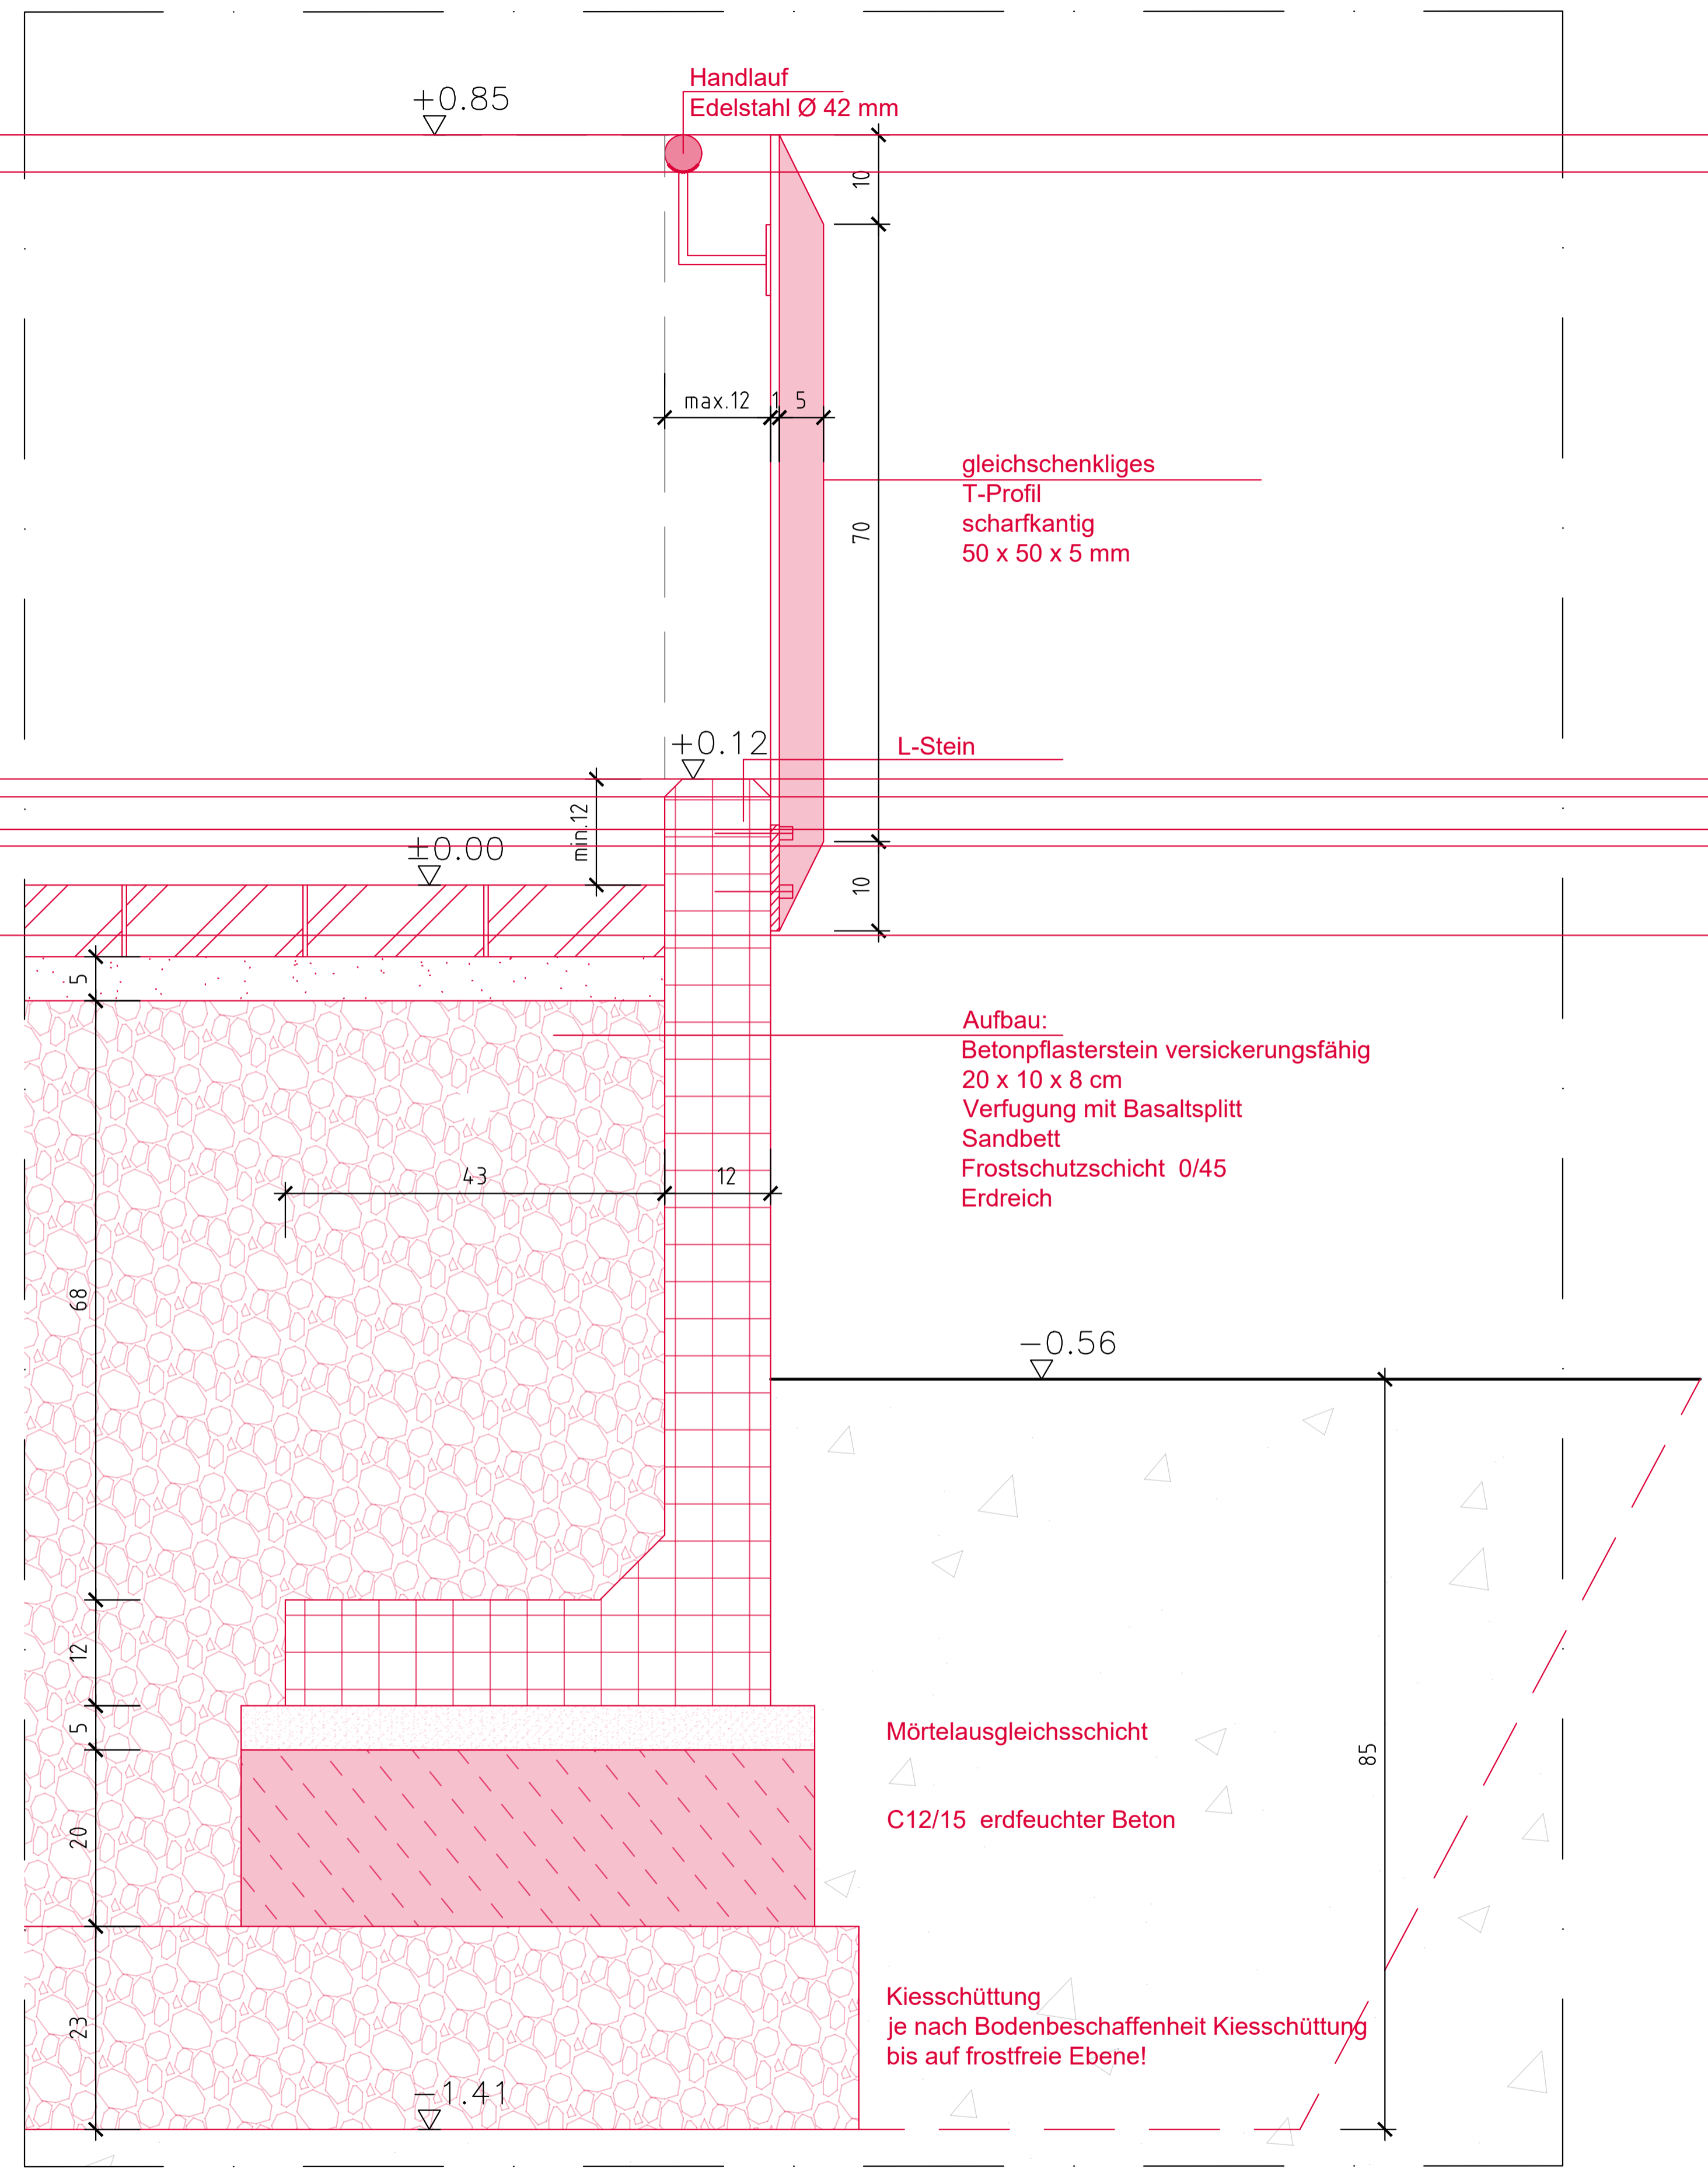 Handlauf
Edelstahl Ø 42 mm
+0.85
10
max.12
1
5
gleichschenkliges
T-Profil
scharfkantig
50 x 50 x 5 mm
70
+0.12
L-Stein
min.12
±0.00
10
5
Aufbau:
Betonpflasterstein versickerungsfähig
20 x 10 x 8 cm
Verfugung mit Basaltsplitt
Sandbett
Frostschutzschicht 0/45
Erdreich
43
12
68
-0.56
12
5
Mörtelausgleichsschicht
85
20
C12/15 erdfeuchter Beton
23
Kiesschüttung
je nach Bodenbeschaffenheit Kiesschüttung
bis auf frostfreie Ebene!
-1.41